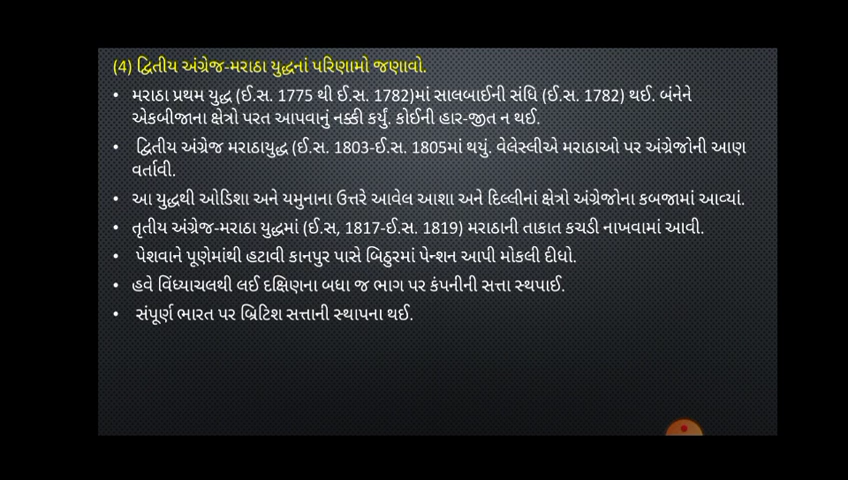 (4) દ્વિતીય અંગ્રેજ-મરાઠા યુદ્ધનાં પરિણામો જણાવો.
• મરાઠા પ્રથમ યુદ્ધ (ઈ.સ. 1775 થી ઈ.સ. 1782)માં સાલબાઈની સંધિ (ઈ.સ. 1782) થઈ. બંનેને
એકબીજાના ક્ષેત્રો પરત આપવાનું નક્કી કર્યું. કોઈની હાર-જીત ન થઈ.
• દ્વિતીય અંગ્રેજ મરાઠાયુદ્ધ (ઈ.સ. 1803-ઈ.સ. 1805માં થયું. વેલેસ્લીએ મરાઠાઓ પર અંગ્રેજોની આણ
વર્તાવી.
• આ યુદ્ધથી ઓડિશા અને યમુનાના ઉત્તરે આવેલ આશા અને દિલ્લીનાં ક્ષેત્રો અંગ્રેજોના કબજામાં આવ્યાં.
• તૃતીય અંગ્રેજ-મરાઠા યુદ્ધમાં (ઈ.સ, 1817-ઈ.સ. 1819) મરાઠાની તાકાત કચડી નાખવામાં આવી.
• પેશવાને પૂણેમાંથી હટાવી કાનપુર પાસે બિઠુરમાં પેન્શન આપી મોકલી દીધો.
• હવે વિંધ્યાચલથી લઈ દક્ષિણના બધા જ ભાગ પર કંપનીની સત્તા સ્થપાઈ.
• સંપૂર્ણ ભારત પર બ્રિટિશ સત્તાની સ્થાપના થઈ.